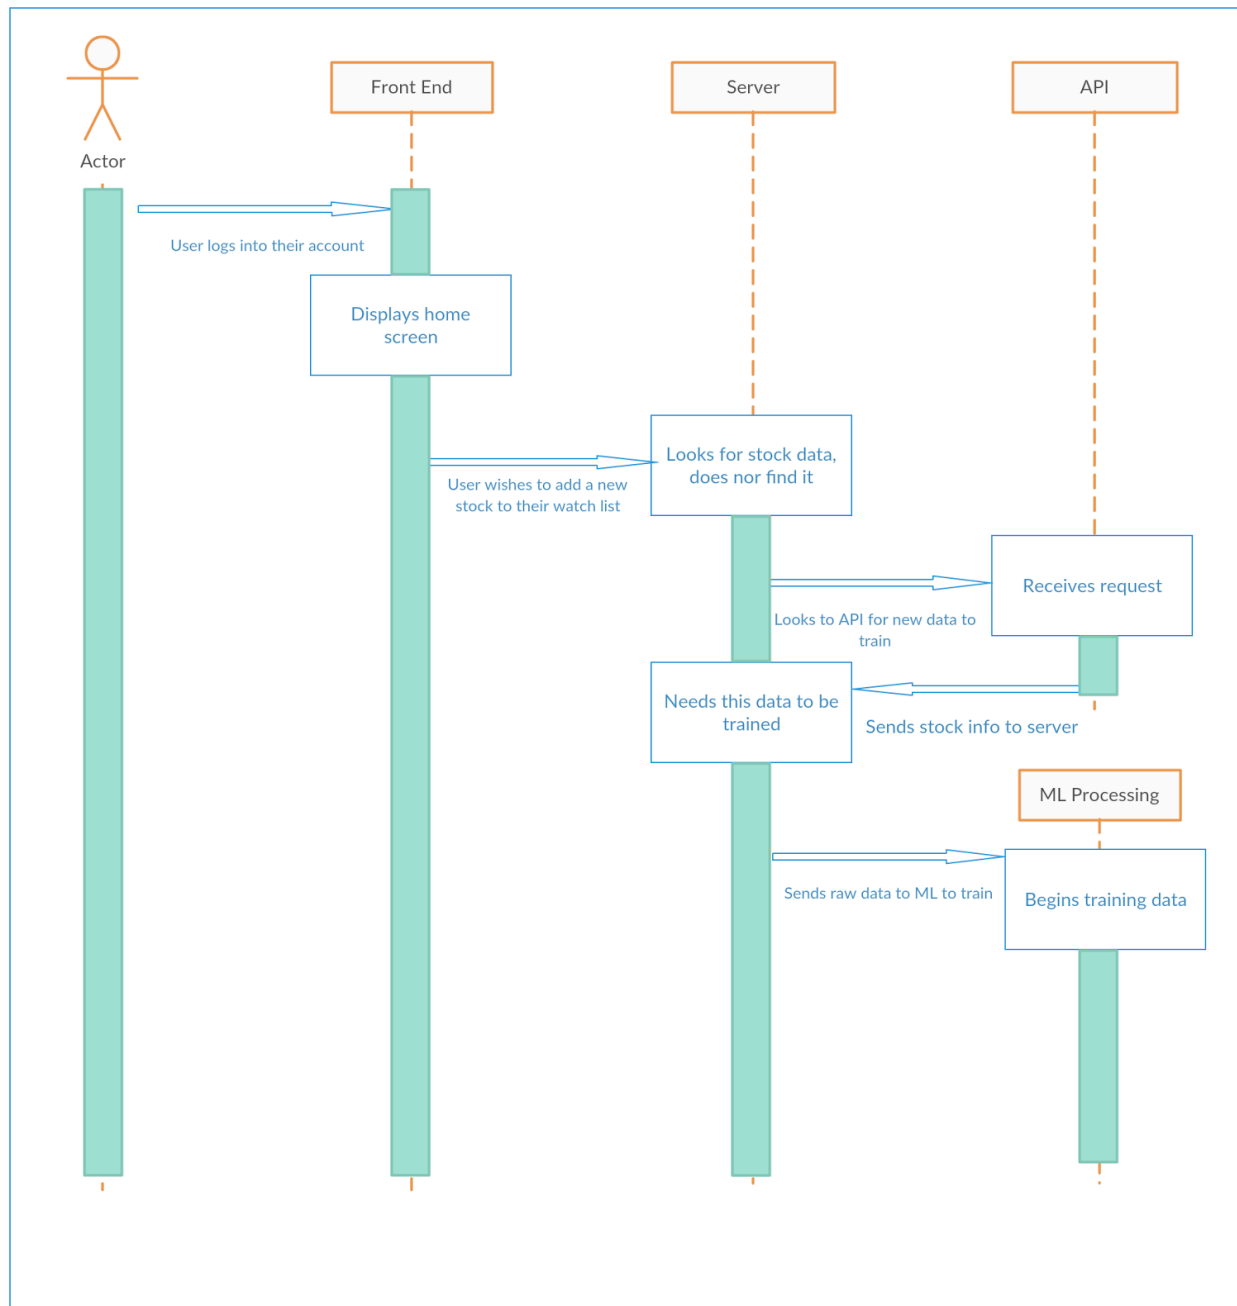 Front End
Server
API
Actor
User logs into their account
Displays home
screen
Looks for stock data,
does nor find it
User wishes to add a new
stock to their watch list
Receives request
Looks to API for new data to
train
Needs this data to be
trained
Sends stock info to server
ML Processing
Sends raw data to ML to train
Begins training data